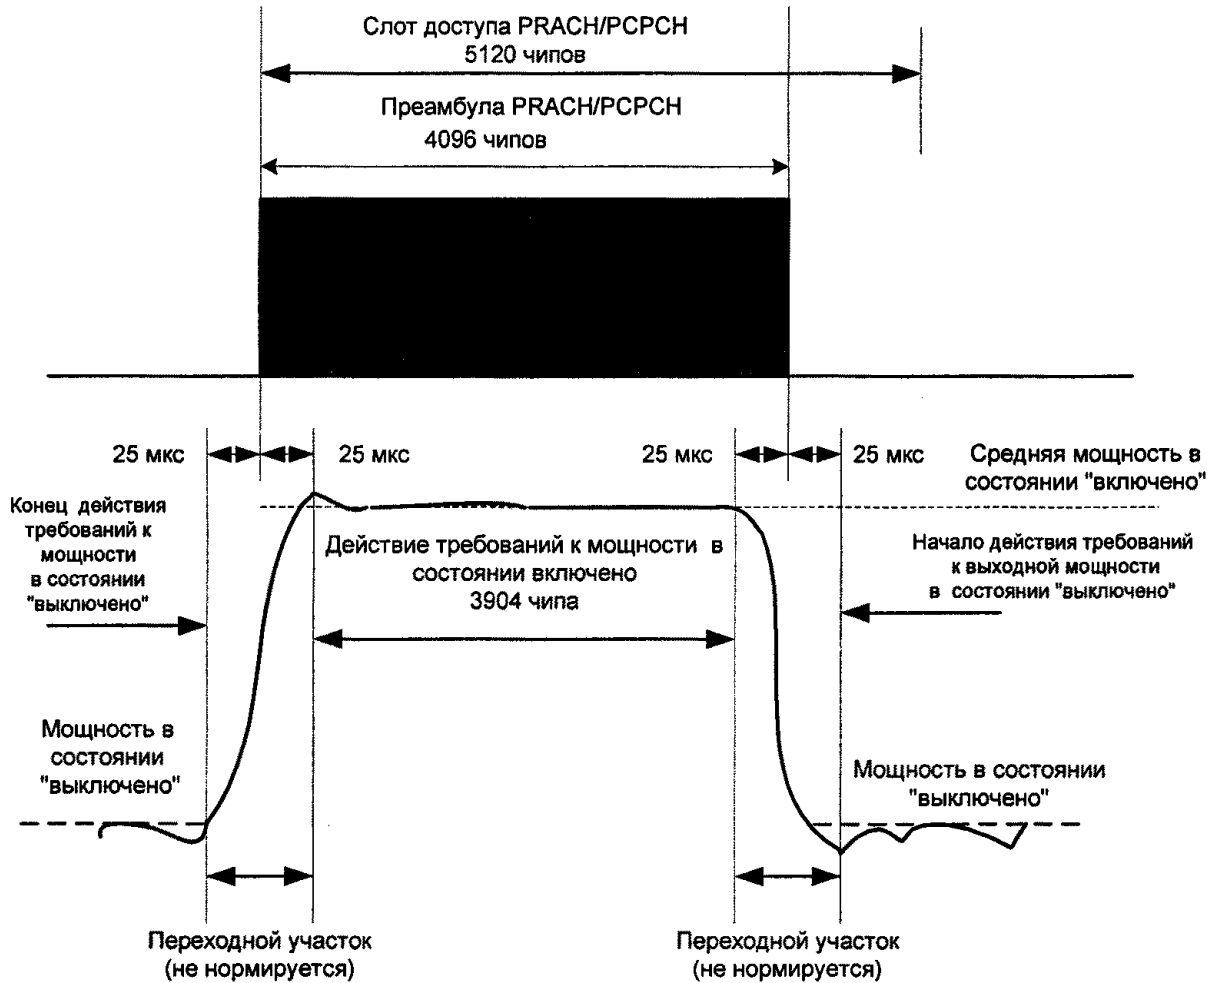 Слот доступа PRACH/PCPCH
5120 чипов
Преамбула PRACH/PCPCH
4096 чипов
25 мкс
25 мкс
25 мкс
25 мкс
Средняя мощность в
состоянии "включено"
Конец действия
требований к
мощности
в состоянии
"выключено"
Действие требований к мощности в
состоянии включено
3904 чипа
Начало действия требований
к выходной мощности
в состоянии "выключено"
Мощность в
состоянии
"выключено"
Мощность в состоянии
"выключено"
Переходной участок
(не нормируется)
Переходной участок
(не нормируется)